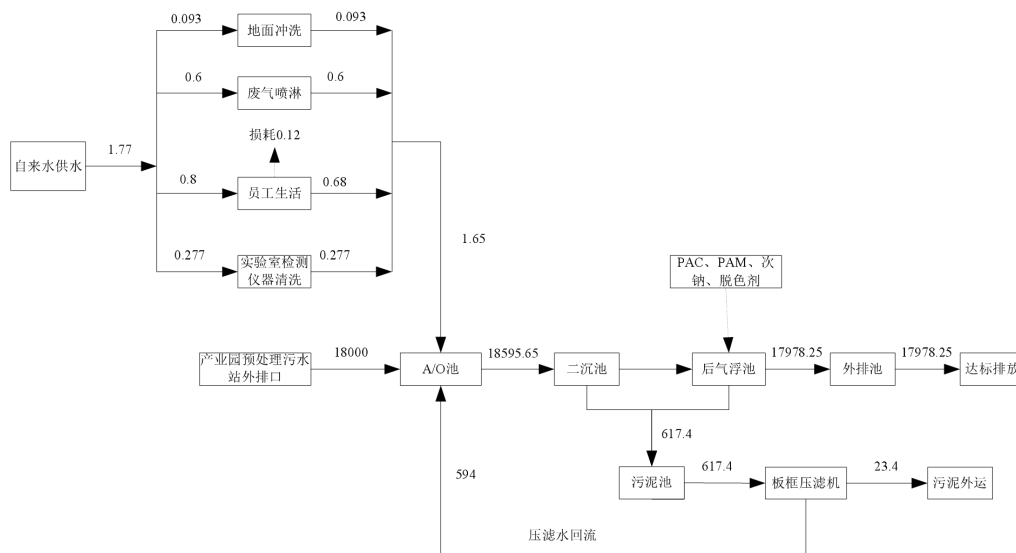 0.093
地面冲洗
0.093
0.6
废气喷淋
0.6
损耗0.12
自来水供水
1.77
0.8
员工生活
0.68
0.277
实验室检测
仪器清洗
0.277
1.65
PAC、PAM、次
钠、脱色剂
产业园预处理污水
站外排口
18000
A/O池
18595.65
二沉池
后气浮池
17978.25
外排池
17978.25
达标排放
617.4
594
污泥池
617.4
板框压滤机
23.4
污泥外运
压滤水回流